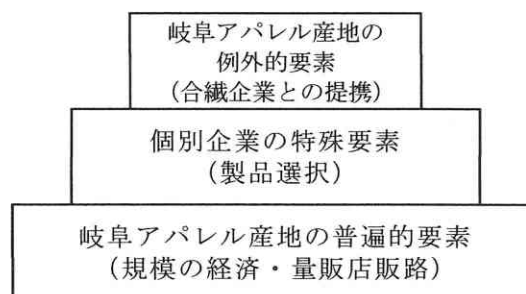 岐阜アパレル産地の
例外的要素
(合繊企業との提携)
個別企業の特殊要素
(製品選択)
岐阜アパレル産地の普遍的要素
(規模の経済・量販店販路)